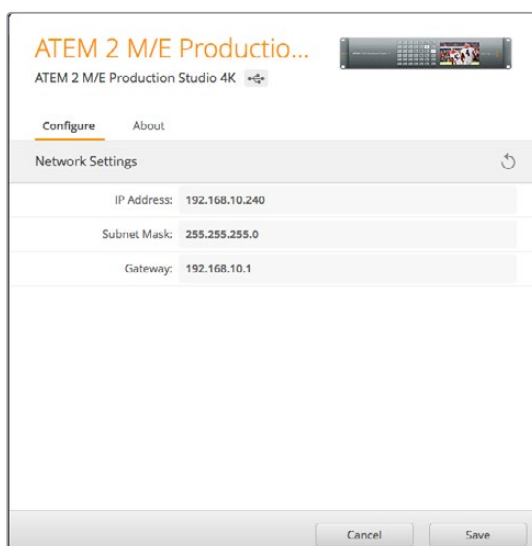 ATEM 2 M/E Productio...
ATEM 2 M/E Production Studio 4K
Configure About
Network Settings
IP Address: 192.168.10.240
Subnet Mask: 255.255.255.0
Gateway: 192.168.10.1
Cancel Save